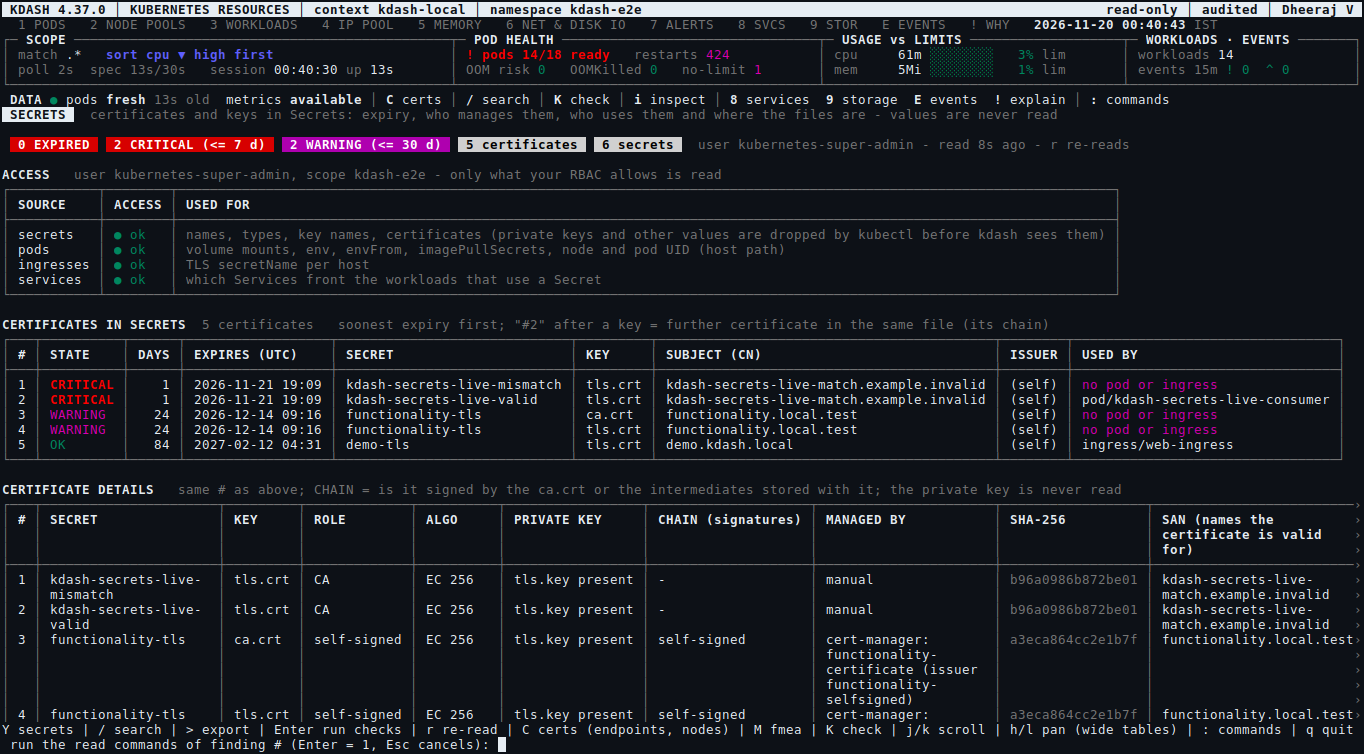 KDASH 4.37.0 │ KUBERNETES RESOURCES │ context kdash-local │ namespace kdash-e2e read-only │ audited │ Dheeraj V
1 PODS 2 NODE POOLS 3 WORKLOADS 4 IP POOL 5 MEMORY 6 NET & DISK IO 7 ALERTS 8 SVCS 9 STOR E EVENTS ! WHY 2026-11-20 00:40:43 IST
SCOPE POD HEALTH USAGE vs LIMITS WORKLOADS · EVENTS
match .* sort cpu ▼ high first │ ! pods 14/18 ready restarts 424 │ cpu 61m 3% lim │ workloads 14
poll 2s spec 13s/30s session 00:40:30 up 13s │ OOM risk 0 OOMKilled 0 no-limit 1 │ mem 5Mi 1% lim │ events 15m ! 0 ^ 0
DATA ● pods fresh 13s old metrics available │ C certs │ / search │ K check │ i inspect │ 8 services 9 storage E events ! explain │ : commands
SECRETS certificates and keys in Secrets: expiry, who manages them, who uses them and where the files are - values are never read
0 EXPIRED 2 CRITICAL (<= 7 d) 2 WARNING (<= 30 d) 5 certificates 6 secrets user kubernetes-super-admin - read 8s ago - r re-reads
ACCESS user kubernetes-super-admin, scope kdash-e2e - only what your RBAC allows is read
SOURCE │ ACCESS │ USED FOR
secrets │ ● ok │ names, types, key names, certificates (private keys and other values are dropped by kubectl before kdash sees them)
pods │ ● ok │ volume mounts, env, envFrom, imagePullSecrets, node and pod UID (host path)
ingresses │ ● ok │ TLS secretName per host
services │ ● ok │ which Services front the workloads that use a Secret
CERTIFICATES IN SECRETS 5 certificates soonest expiry first; "#2" after a key = further certificate in the same file (its chain)
# │ STATE │ DAYS │ EXPIRES (UTC) │ SECRET │ KEY │ SUBJECT (CN) │ ISSUER │ USED BY
1 │ CRITICAL │ 1 │ 2026-11-21 19:09 │ kdash-secrets-live-mismatch │ tls.crt │ kdash-secrets-live-match.example.invalid │ (self) │ no pod or ingress
2 │ CRITICAL │ 1 │ 2026-11-21 19:09 │ kdash-secrets-live-valid │ tls.crt │ kdash-secrets-live-match.example.invalid │ (self) │ pod/kdash-secrets-live-consumer
3 │ WARNING │ 24 │ 2026-12-14 09:16 │ functionality-tls │ ca.crt │ functionality.local.test │ (self) │ no pod or ingress
4 │ WARNING │ 24 │ 2026-12-14 09:16 │ functionality-tls │ tls.crt │ functionality.local.test │ (self) │ no pod or ingress
5 │ OK │ 84 │ 2027-02-12 04:31 │ demo-tls │ tls.crt │ demo.kdash.local │ (self) │ ingress/web-ingress
CERTIFICATE DETAILS same # as above; CHAIN = is it signed by the ca.crt or the intermediates stored with it; the private key is never read
# │ SECRET │ KEY │ ROLE │ ALGO │ PRIVATE KEY │ CHAIN (signatures) │ MANAGED BY │ SHA-256 │ SAN (names the
certificate is valid
for)
1 │ kdash-secrets-live- │ tls.crt │ CA │ EC 256 │ tls.key present │ - │ manual │ b96a0986b872be01 │ kdash-secrets-live-
mismatch │ match.example.invalid
2 │ kdash-secrets-live- │ tls.crt │ CA │ EC 256 │ tls.key present │ - │ manual │ b96a0986b872be01 │ kdash-secrets-live-
valid │ match.example.invalid
3 │ functionality-tls │ ca.crt │ self-signed │ EC 256 │ tls.key present │ self-signed │ cert-manager: │ a3eca864cc2e1b7f │ functionality.local.test
functionality-
certificate (issuer
functionality-
selfsigned)
4 │ functionality-tls │ tls.crt │ self-signed │ EC 256 │ tls.key present │ self-signed │ cert-manager: │ a3eca864cc2e1b7f │ functionality.local.test
Y secrets | / search | > export | Enter run checks | r re-read | C certs (endpoints, nodes) | M fmea | K check | j/k scroll | h/l pan (wide tables) | : commands | q quit
run the read commands of finding # (Enter = 1, Esc cancels):